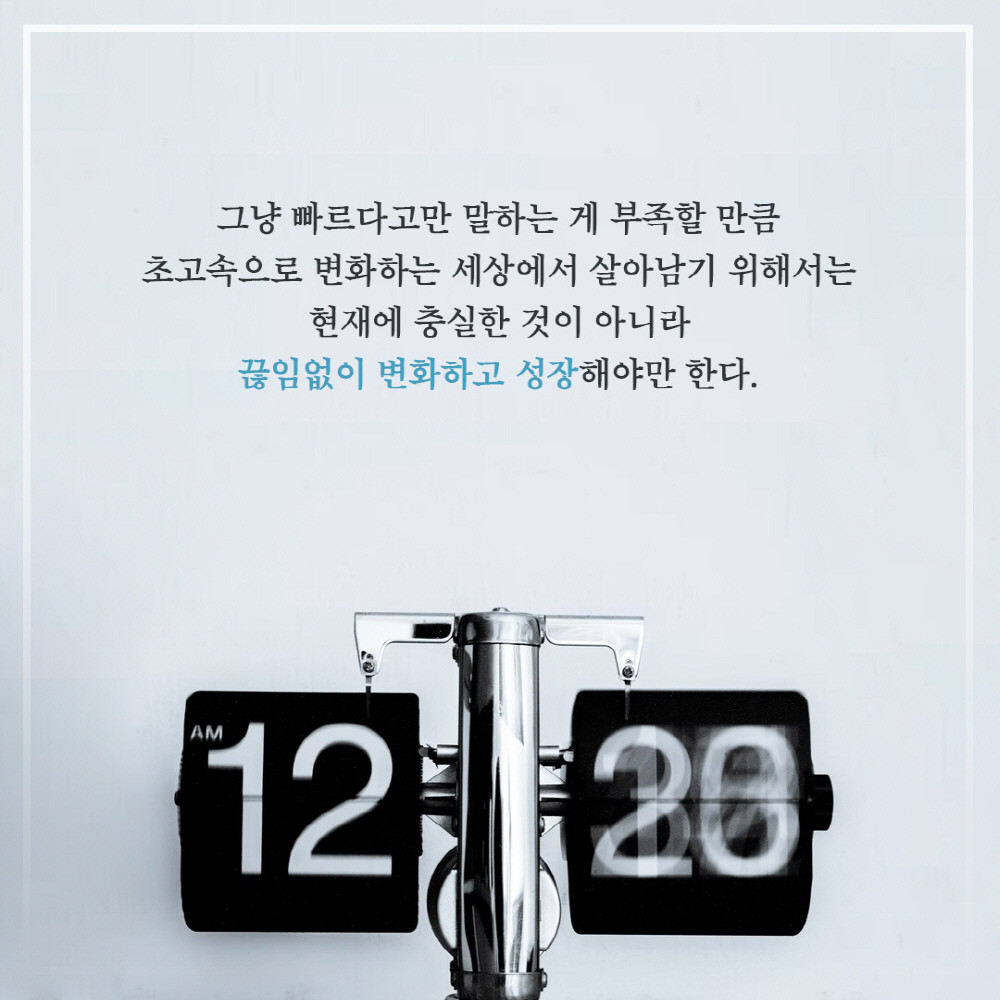 그냥 빠르다고만 말하는 게 부족할 만큼
초고속으로 변화하는 세상에서 살아남기 위해서는
현재에 충실한 것이 아니라
끊임없이 변화하고 성장해야만 한다.
AM
12